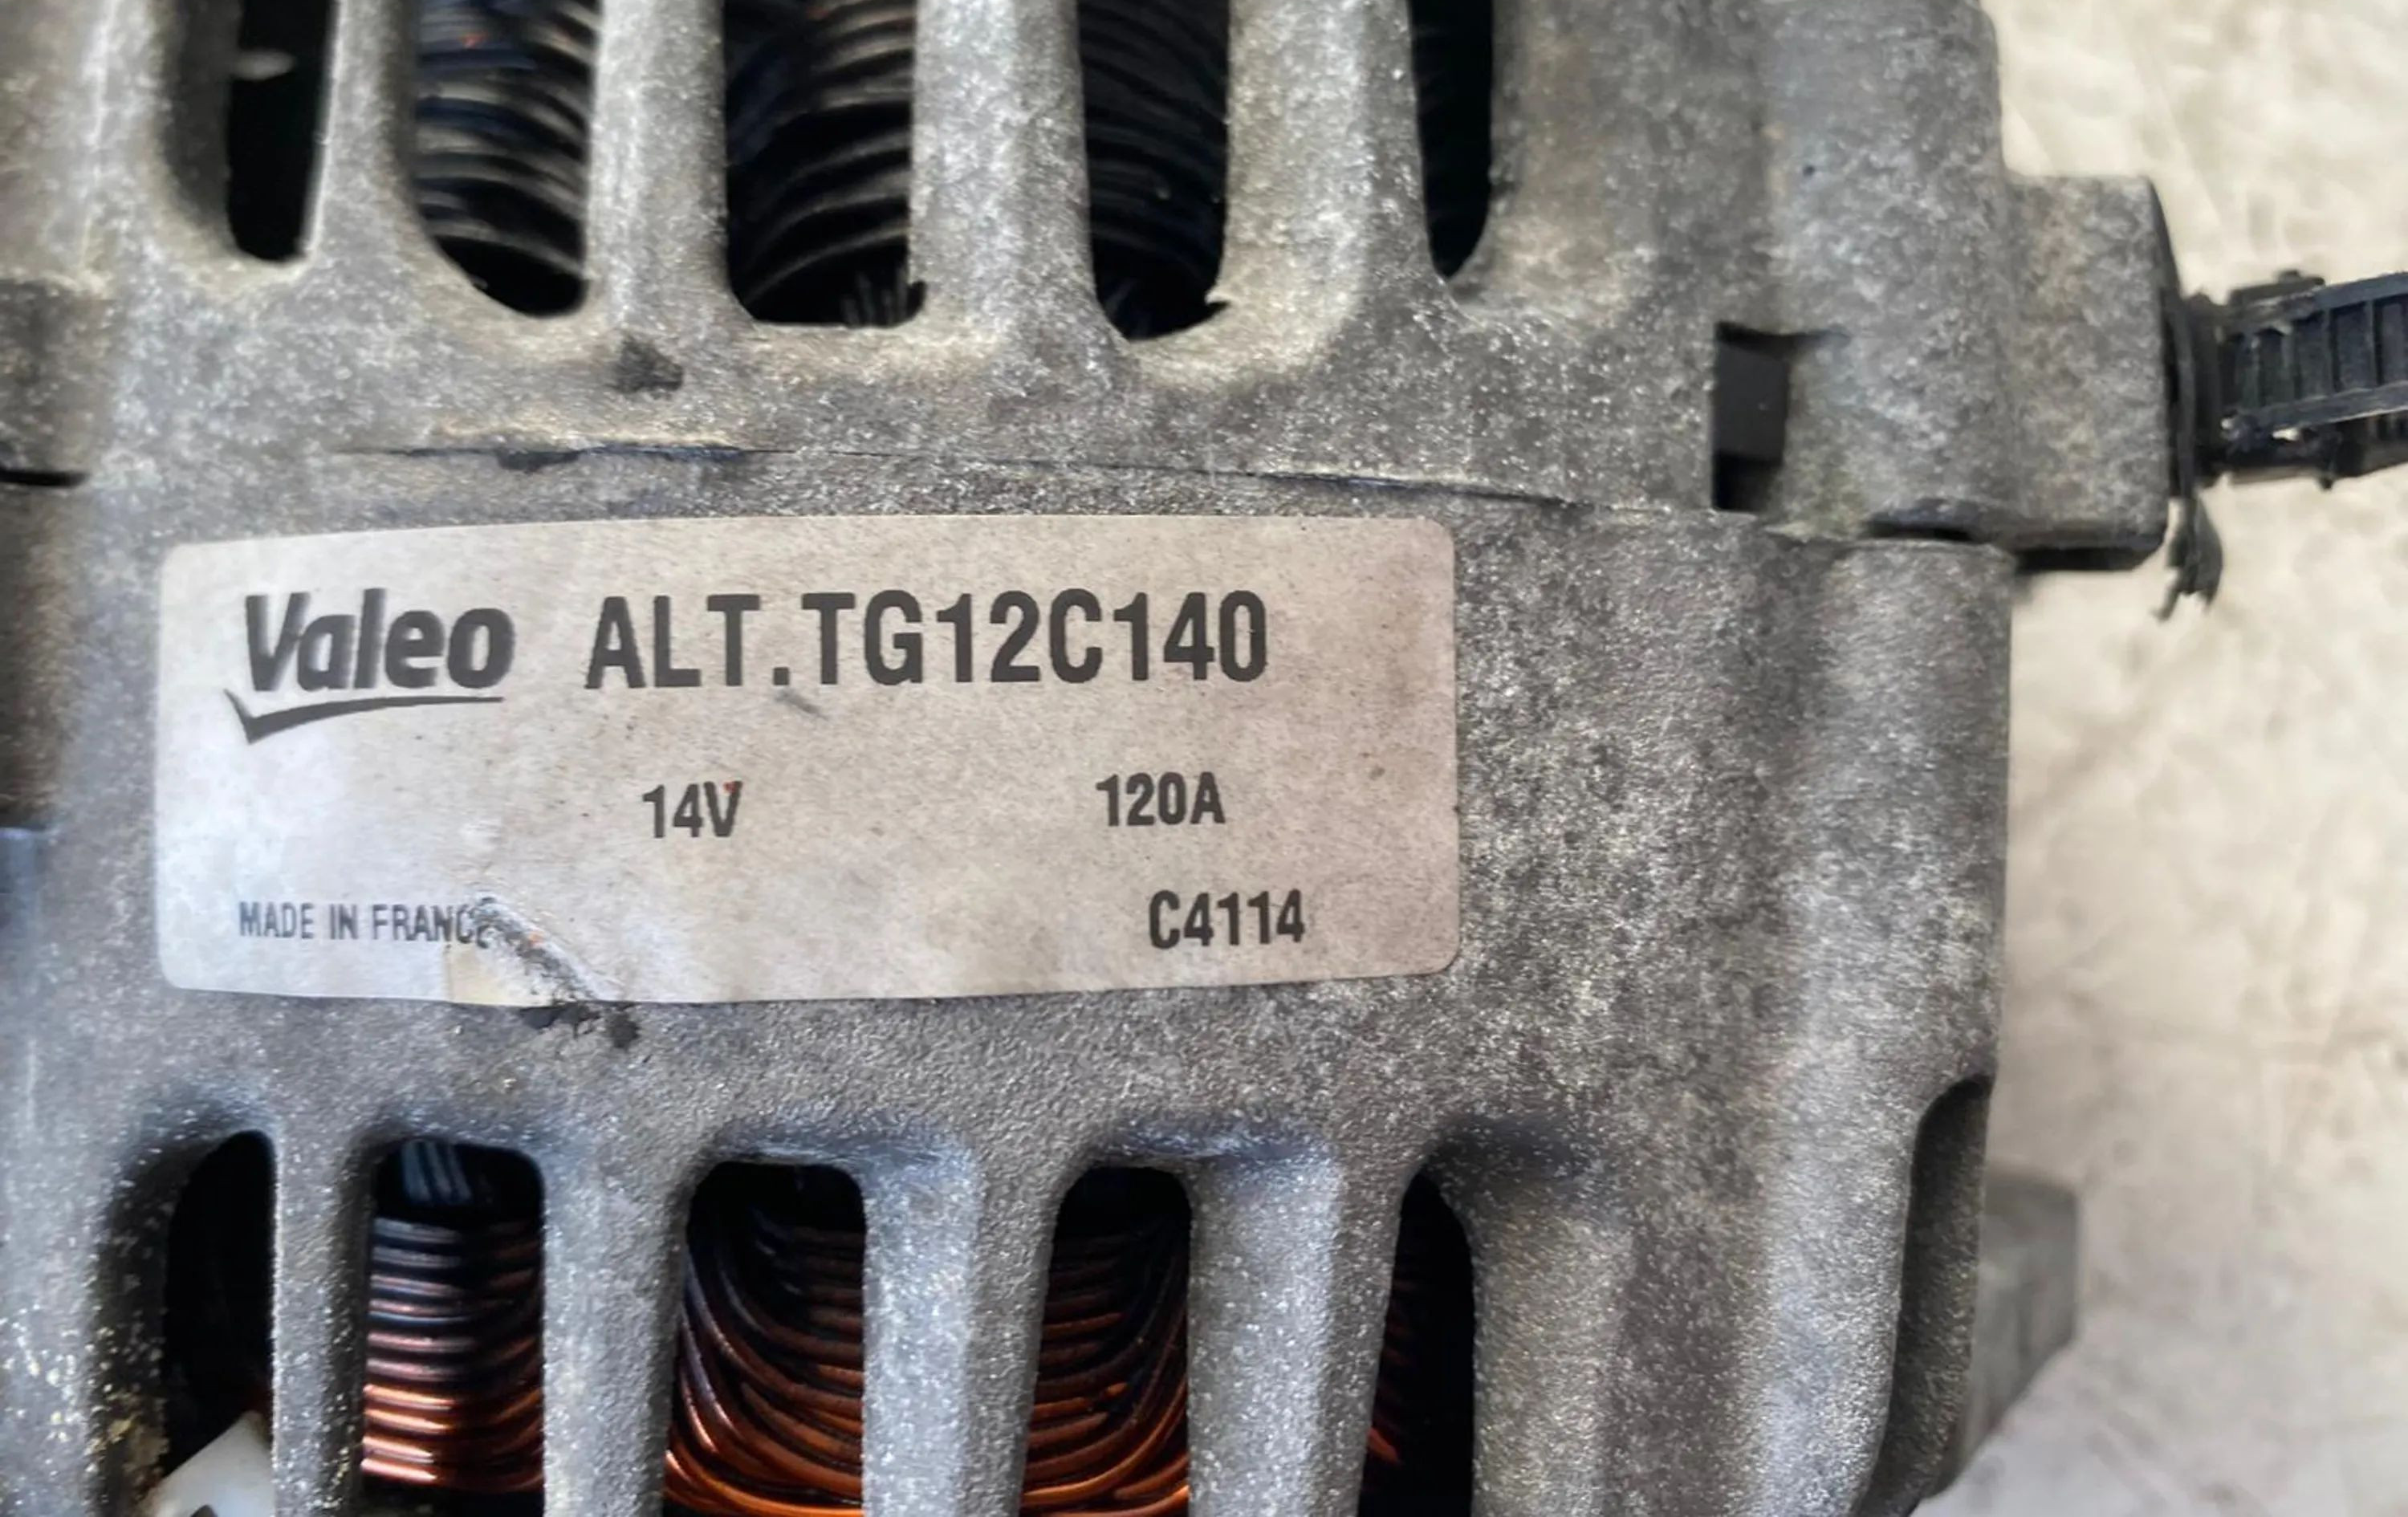 Valeo ALT.TG12C140
14V 120A
MADE IN FRANCE C4114